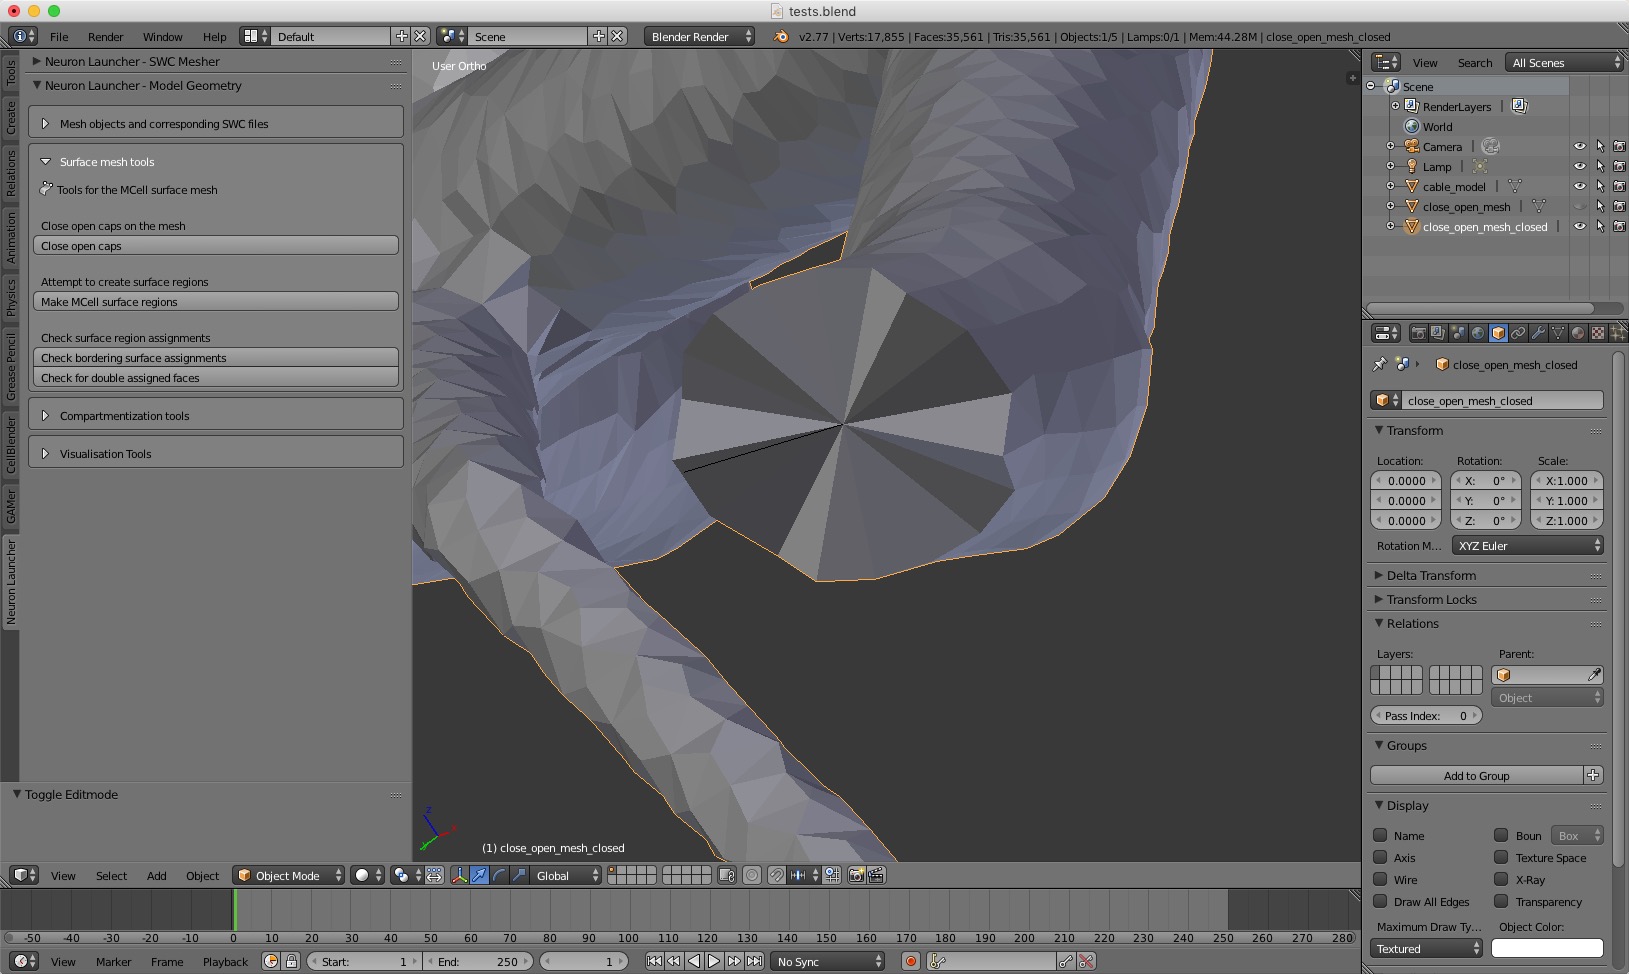 tests.blend
File Render Window Help Default Scene Blender Render v2.77 | Verts:17,855 | Faces:35,561 | Tris:35,561 | Objects:1/5 | Lamps:0/1 | Mem:44.28M | close_open_mesh_closed
Tools
Create
Relations
Animation
Physics
Grease Pencil
CellBlender
GAMer
Neuron Launcher
Neuron Launcher - SWC Mesher
Neuron Launcher - Model Geometry
Mesh objects and corresponding SWC files
Surface mesh tools
Tools for the MCell surface mesh
Close open caps on the mesh
Close open caps
Attempt to create surface regions
Make MCell surface regions
Check surface region assignments
Check bordering surface assignments
Check for double assigned faces
Compartmentization tools
Visualisation Tools
Toggle Editmode
User Ortho
(1) close_open_mesh_closed
View Select Add Object Object Mode Global
-50 -40 -30 -20 -10 0 10 20 30 40 50 60 70 80 90 100 110 120 130 140 150 160 170 180 190 200 210 220 230 240 250 260 270 280
View Marker Frame Playback Start: 1 End: 250 1 No Sync
View Search All Scenes
Scene
RenderLayers
World
Camera
Lamp
cable_model
close_open_mesh
close_open_mesh_closed
close_open_mesh_closed
close_open_mesh_closed
Transform
Location: Rotation: Scale:
0.0000 X: 0° X:1.000
0.0000 Y: 0° Y:1.000
0.0000 Z: 0° Z:1.000
Rotation M... XYZ Euler
Delta Transform
Transform Locks
Relations
Layers: Parent:
Object
Pass Index: 0
Groups
Add to Group
Display
Name Boun Box
Axis Texture Space
Wire X-Ray
Draw All Edges Transparency
Maximum Draw Ty... Object Color:
Textured